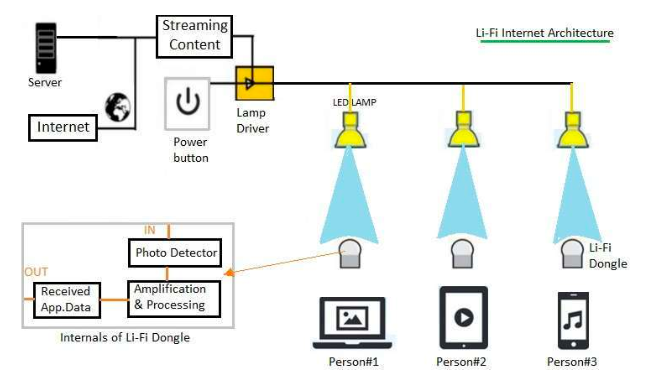 Streaming
Content
Li-Fi Internet Architecture
Server
Internet
Power
button
Lamp
Driver
LED LAMP
Li-Fi
Dongle
IN
Photo Detector
OUT
Received
App.Data
Amplification
& Processing
Internals of Li-Fi Dongle
Person#1
Person#2
Person#3